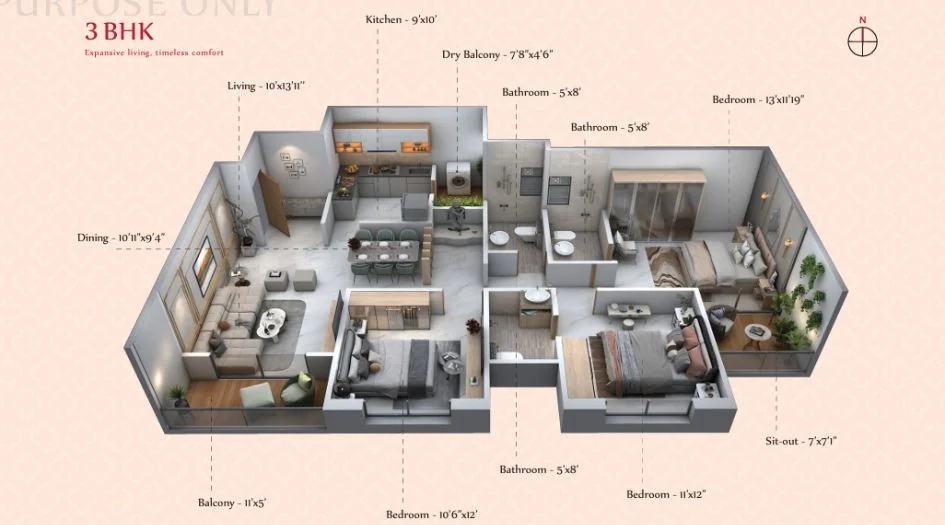 PURPOSE ONLY
3 BHK
Expansive living, timeless comfort
N
Kitchen - 9'x10'
Dry Balcony - 7'8"x4'6"
Living - 10'x13'11''
Bathroom - 5'x8'
Bedroom - 13'x11'19"
Bathroom - 5'x8'
Dining - 10'11"x9'4"
Sit-out - 7'x7'1"
Bathroom - 5'x8'
Bedroom - 11'x12"
Balcony - 11'x5'
Bedroom - 10'6"x12'